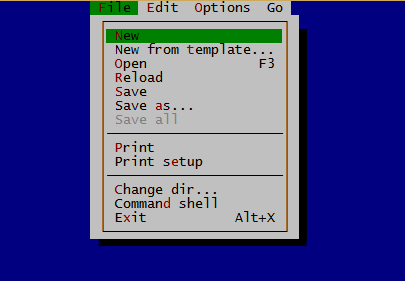 File Edit Options Go
New
New from template...
Open F3
Reload
Save
Save as...
Save all
Print
Print setup
Change dir...
Command shell
Exit Alt+X